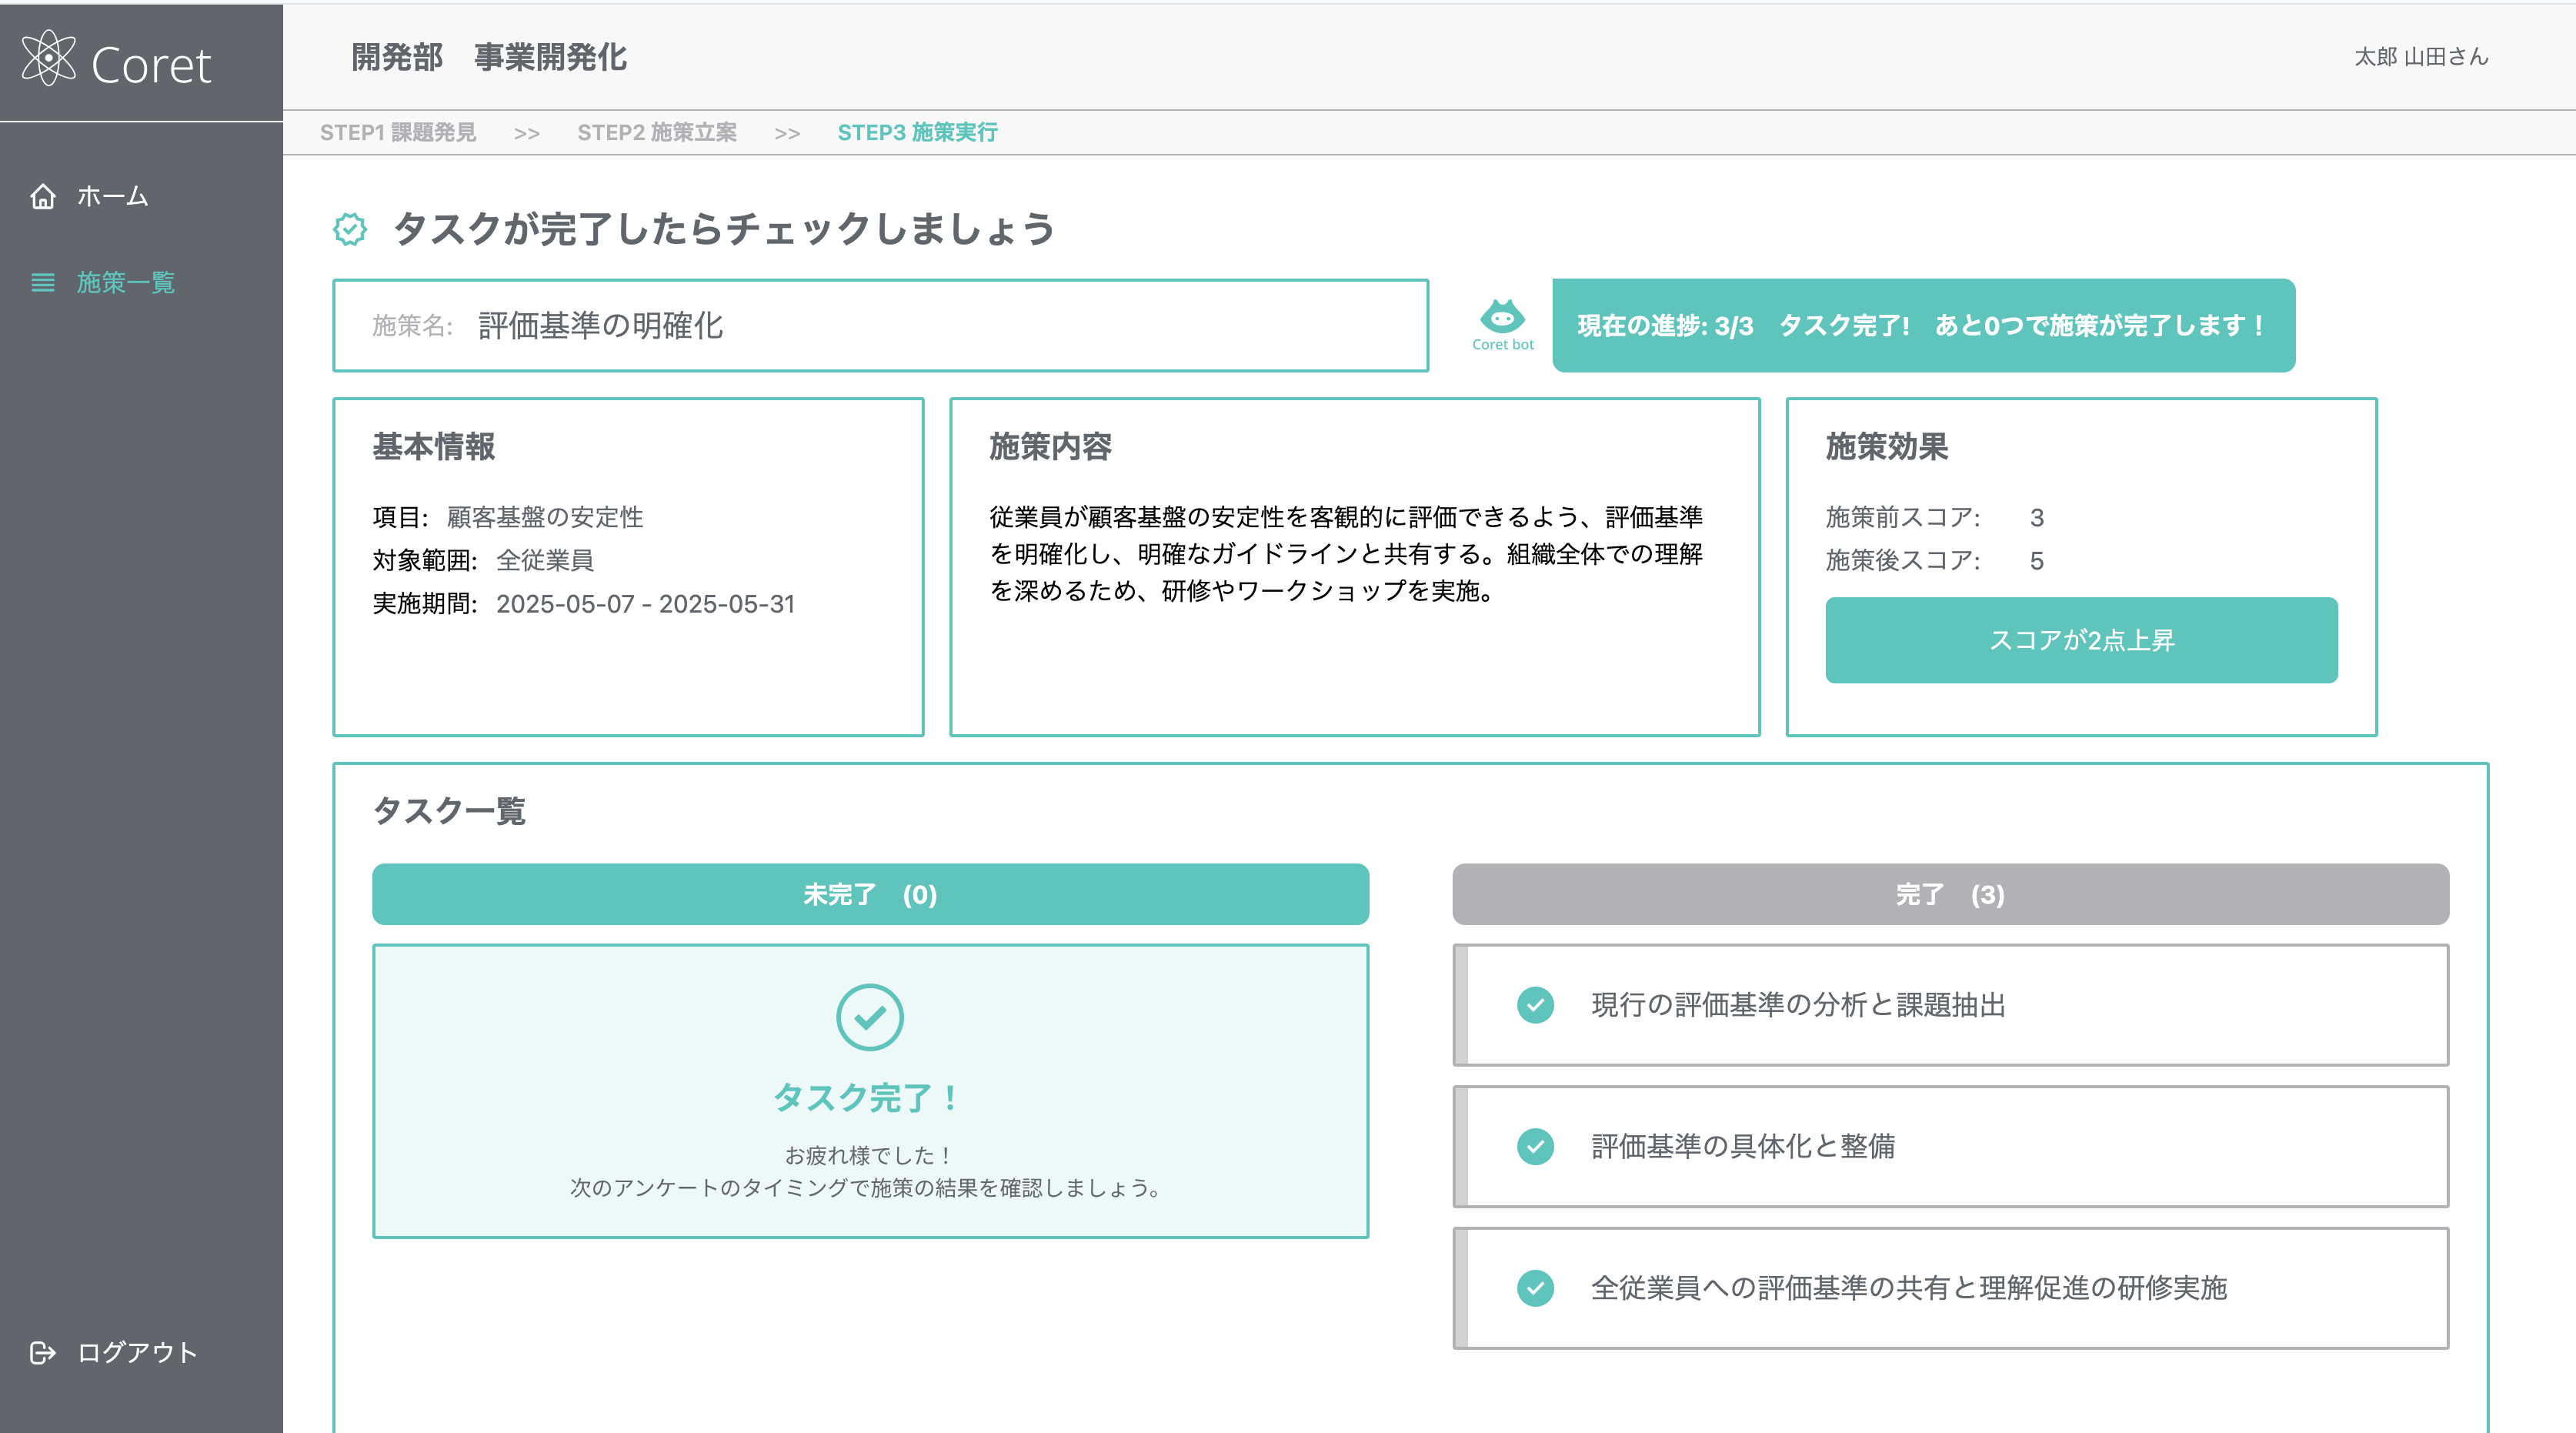 Coret
開発部　事業開発化
太郎 山田さん
STEP1 課題発見 >> STEP2 施策立案 >> STEP3 施策実行
ホーム
施策一覧
ログアウト
タスクが完了したらチェックしましょう
施策名: 評価基準の明確化
Coret bot
現在の進捗: 3/3　タスク完了!　あと0つで施策が完了します！
基本情報
項目: 顧客基盤の安定性
対象範囲: 全従業員
実施期間: 2025-05-07 - 2025-05-31
施策内容
従業員が顧客基盤の安定性を客観的に評価できるよう、評価基準
を明確化し、明確なガイドラインと共有する。組織全体での理解
を深めるため、研修やワークショップを実施。
施策効果
施策前スコア: 3
施策後スコア: 5
スコアが2点上昇
タスク一覧
未完了　(0)
タスク完了！
お疲れ様でした！
次のアンケートのタイミングで施策の結果を確認しましょう。
完了　(3)
現行の評価基準の分析と課題抽出
評価基準の具体化と整備
全従業員への評価基準の共有と理解促進の研修実施